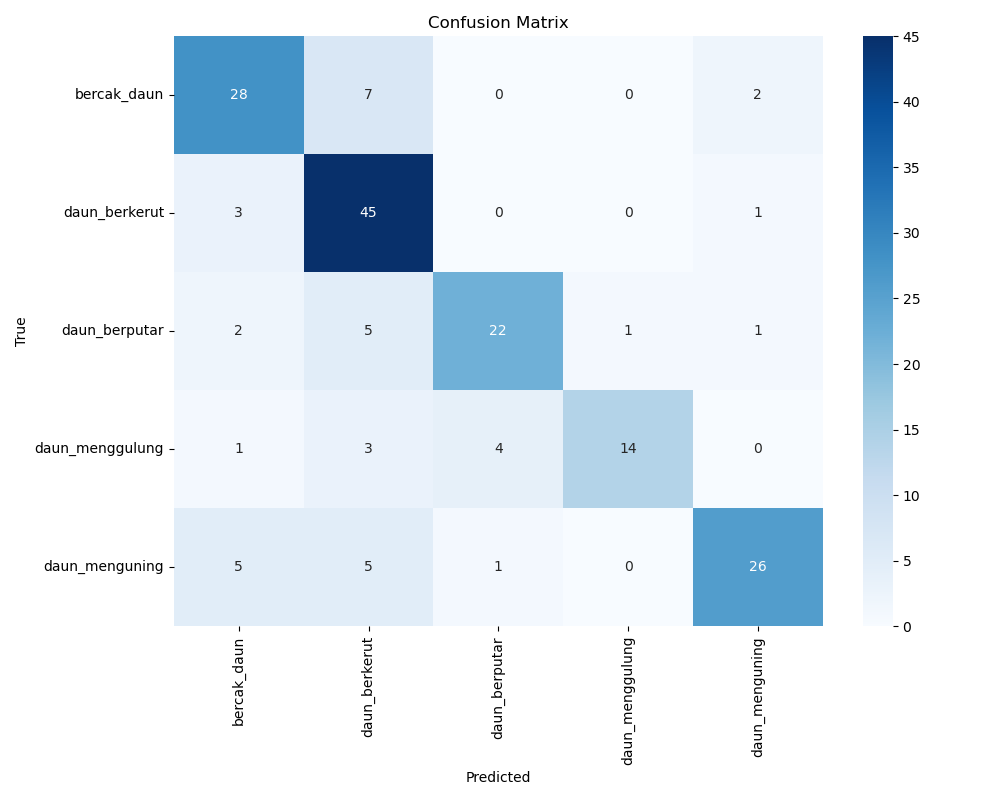 Confusion Matrix
True
bercak_daun 28 7 0 0 2
daun_berkerut 3 45 0 0 1
daun_berputar 2 5 22 1 1
daun_menggulung 1 3 4 14 0
daun_menguning 5 5 1 0 26
bercak_daun daun_berkerut daun_berputar daun_menggulung daun_menguning
Predicted
45
40
35
30
25
20
15
10
5
0